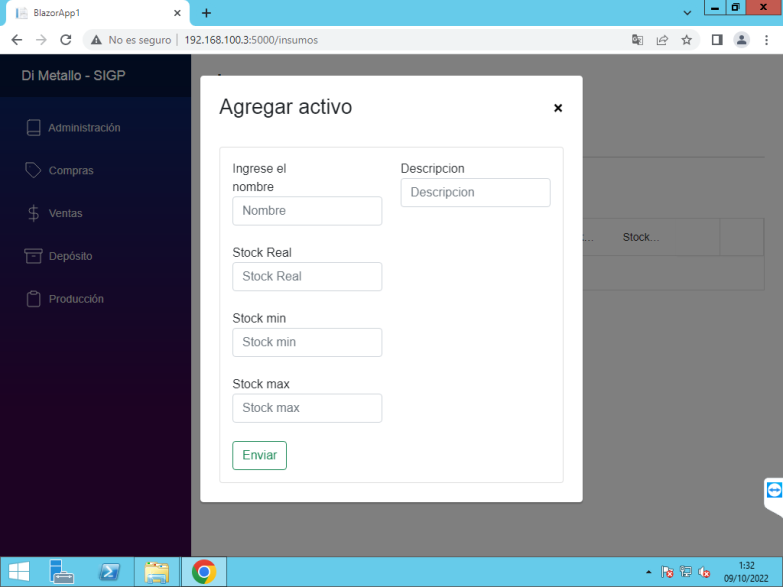 BlazorApp1
No es seguro
192.168.100.3:5000/insumos
Di Metallo - SIGP
Administración
Compras
Ventas
Depósito
Producción
Agregar activo
Ingrese el
nombre
Nombre
Descripcion
Descripcion
Stock Real
Stock Real
Stock min
Stock min
Stock max
Stock max
Enviar
Stock...
1:32
09/10/2022